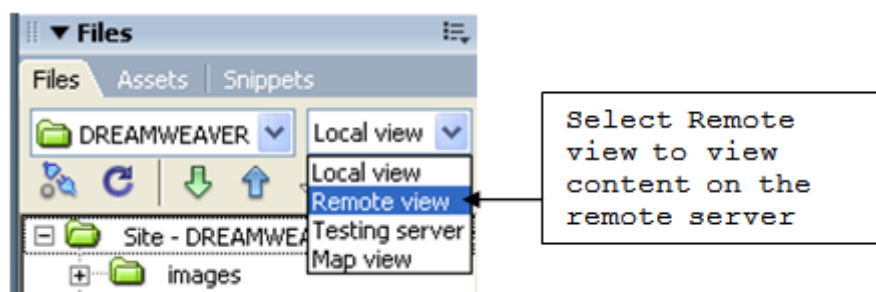 Files
Files Assets Snippets
DREAMWEAVER Local view
Local view
Remote view
Testing server
Map view
Site - DREAMWEA
images
Select Remote
view to view
content on the
remote server